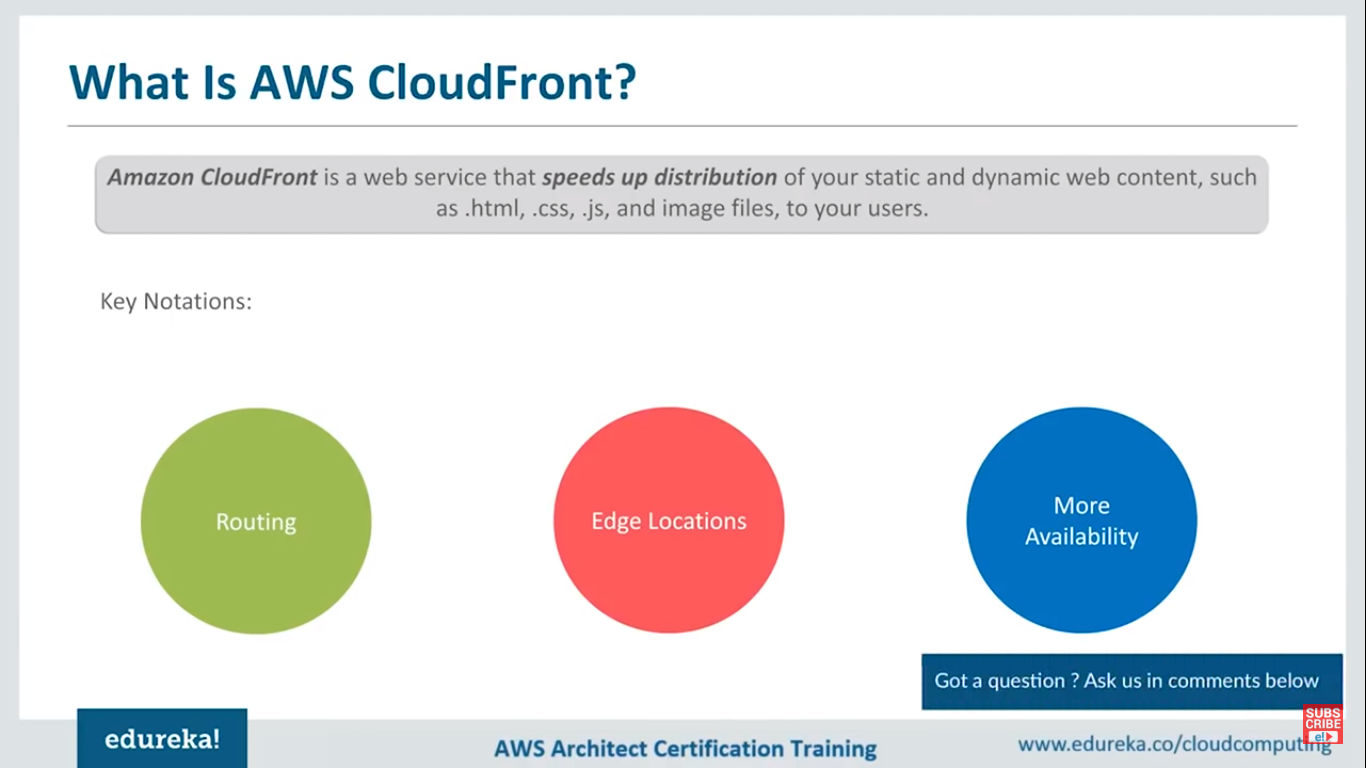 What Is AWS CloudFront?
Amazon CloudFront is a web service that speeds up distribution of your static and dynamic web content, such
as .html, .css, .js, and image files, to your users.
Key Notations:
Routing
Edge Locations
More
Availability
Got a question ? Ask us in comments below
SUBS
CRIBE
e!
edureka!
AWS Architect Certification Training
www.edureka.co/cloudcomputing